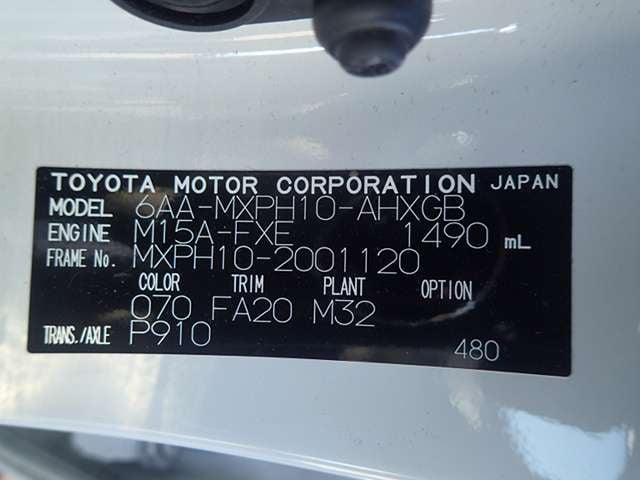 TOYOTA MOTOR CORPORATION JAPAN
MODEL 6AA-MXPH10-AHXGB
ENGINE M15A-FXE 1490 mL
FRAME No. MXPH10-2001120
COLOR TRIM PLANT OPTION
070 FA20 M32
TRANS./AXLE P910
480